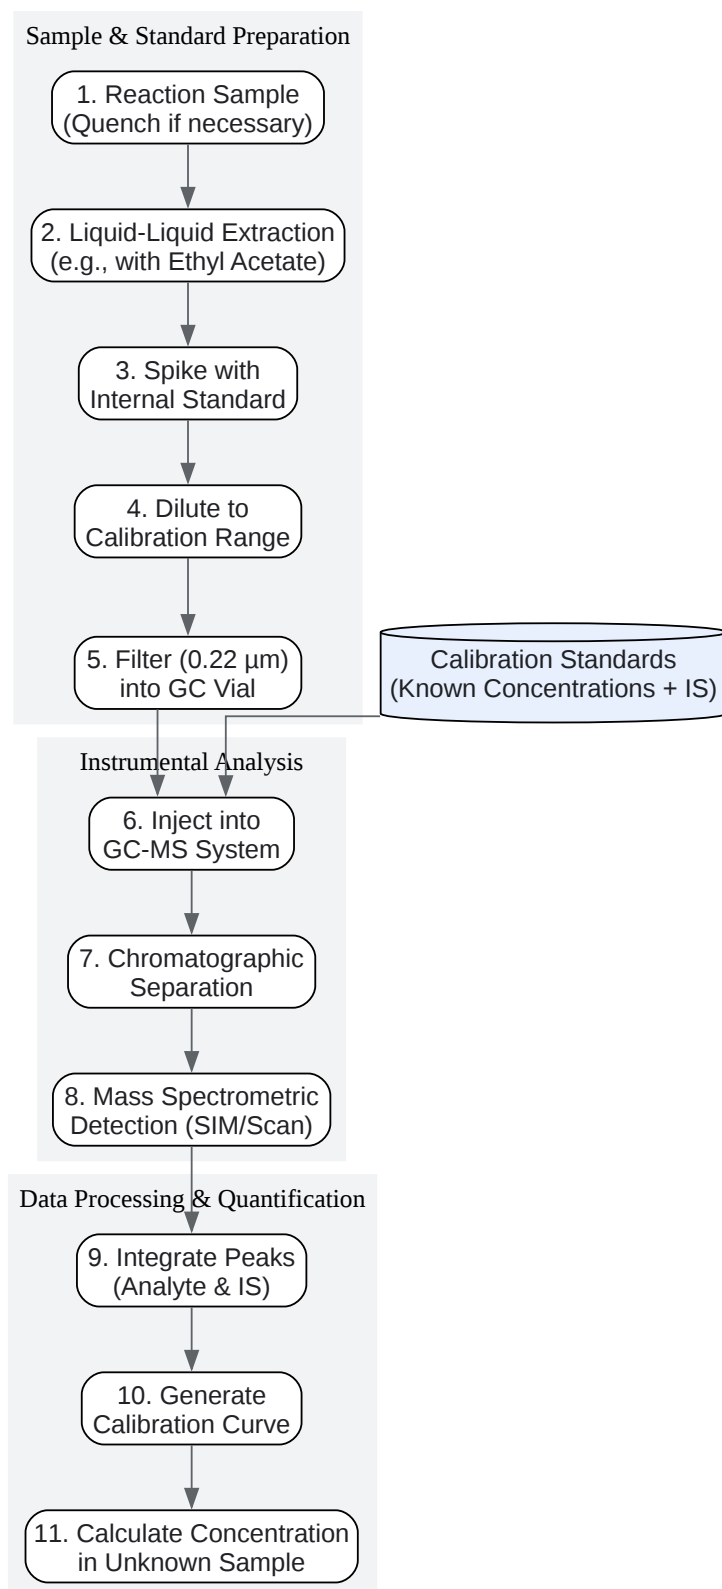 Sample & Standard Preparation
1. Reaction Sample
(Quench if necessary)
2. Liquid-Liquid Extraction
(e.g., with Ethyl Acetate)
3. Spike with
Internal Standard
4. Dilute to
Calibration Range
5. Filter (0.22 µm)
into GC Vial
Calibration Standards
(Known Concentrations + IS)
Instrumental Analysis
6. Inject into
GC-MS System
7. Chromatographic
Separation
8. Mass Spectrometric
Detection (SIM/Scan)
Data Processing & Quantification
9. Integrate Peaks
(Analyte & IS)
10. Generate
Calibration Curve
11. Calculate Concentration
in Unknown Sample